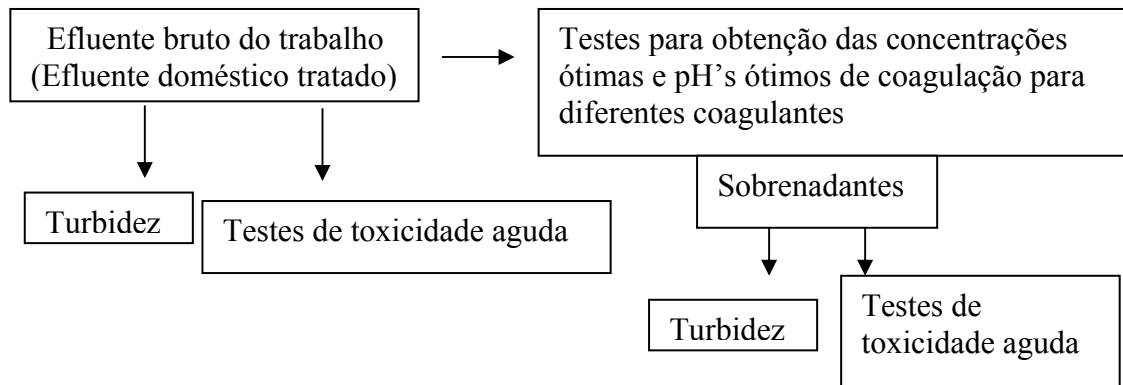 Efluente bruto do trabalho
(Efluente doméstico tratado)
Testes para obtenção das concentrações
ótimas e pH’s ótimos de coagulação para
diferentes coagulantes
Sobrenadantes
Turbidez
Testes de toxicidade aguda
Turbidez
Testes de
toxicidade aguda